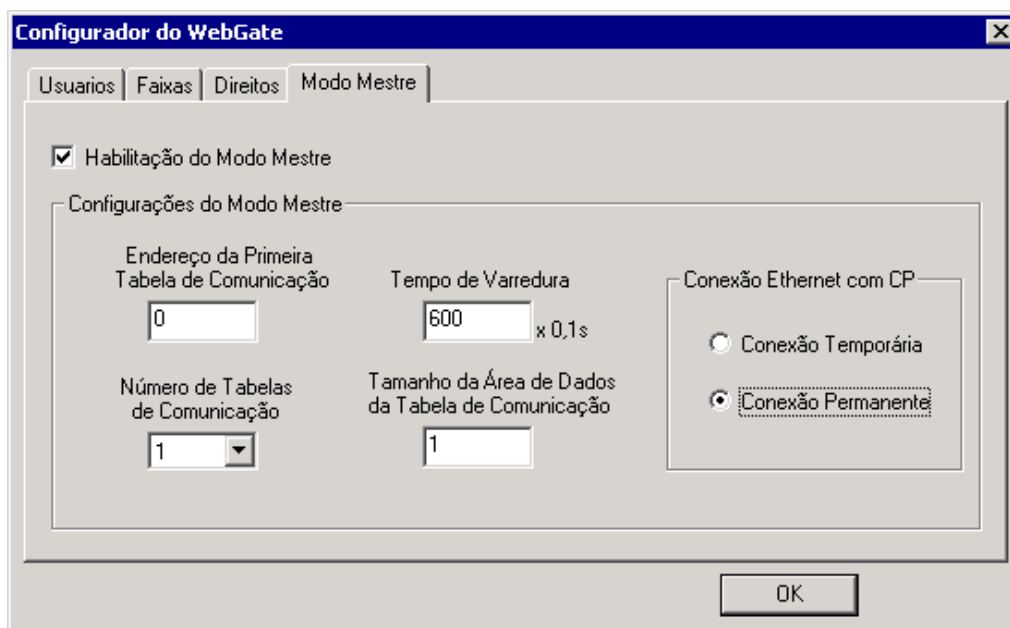 Configurador do WebGate
Usuarios Faixas Direitos Modo Mestre
Habilitação do Modo Mestre
Configurações do Modo Mestre
Endereço da Primeira
Tabela de Comunicação
0
Tempo de Varredura
600 x 0,1s
Número de Tabelas
de Comunicação
1
Tamanho da Área de Dados
da Tabela de Comunicação
1
Conexão Ethernet com CP
Conexão Temporária
Conexão Permanente
OK